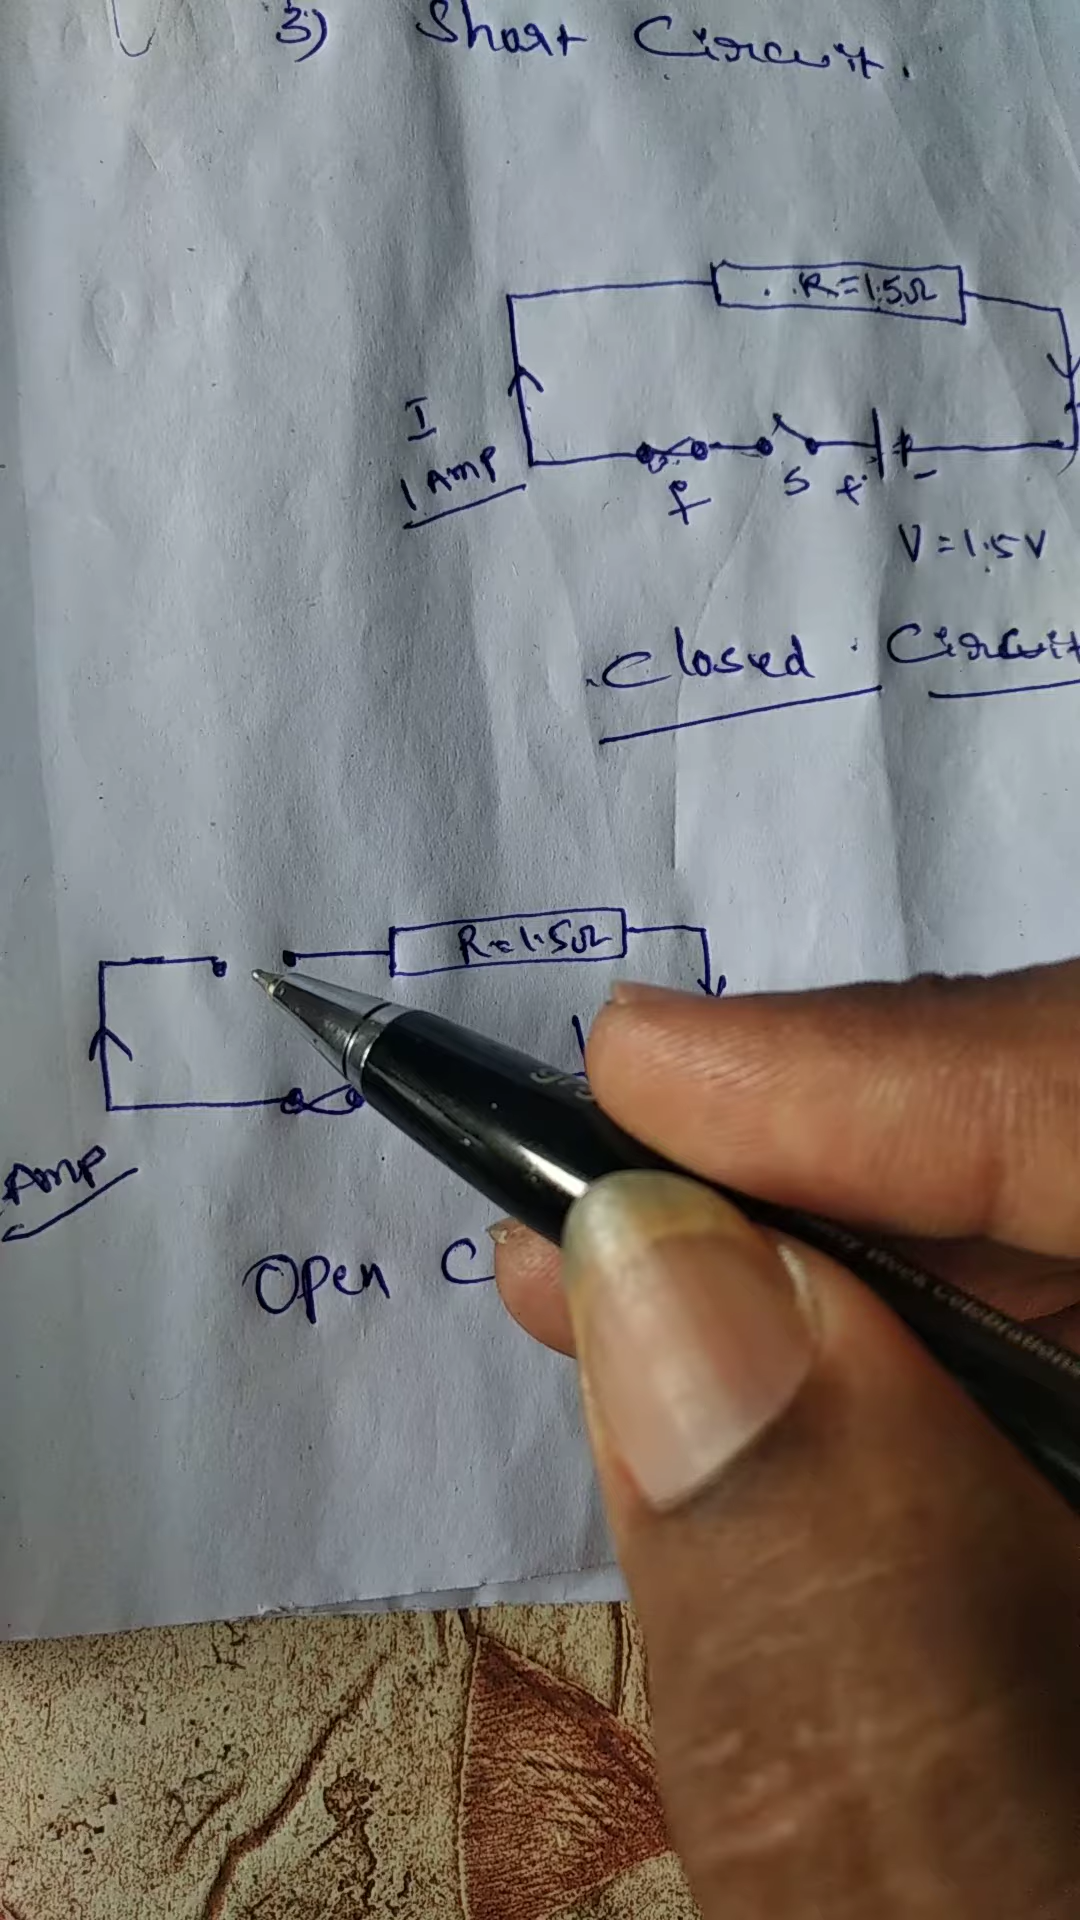 3) Short Circuit.
R=1.5Ω
I
1 AMP
f
S
+
-
V=1.5V
Closed Circuit
R=1.5Ω
AMP
Open C